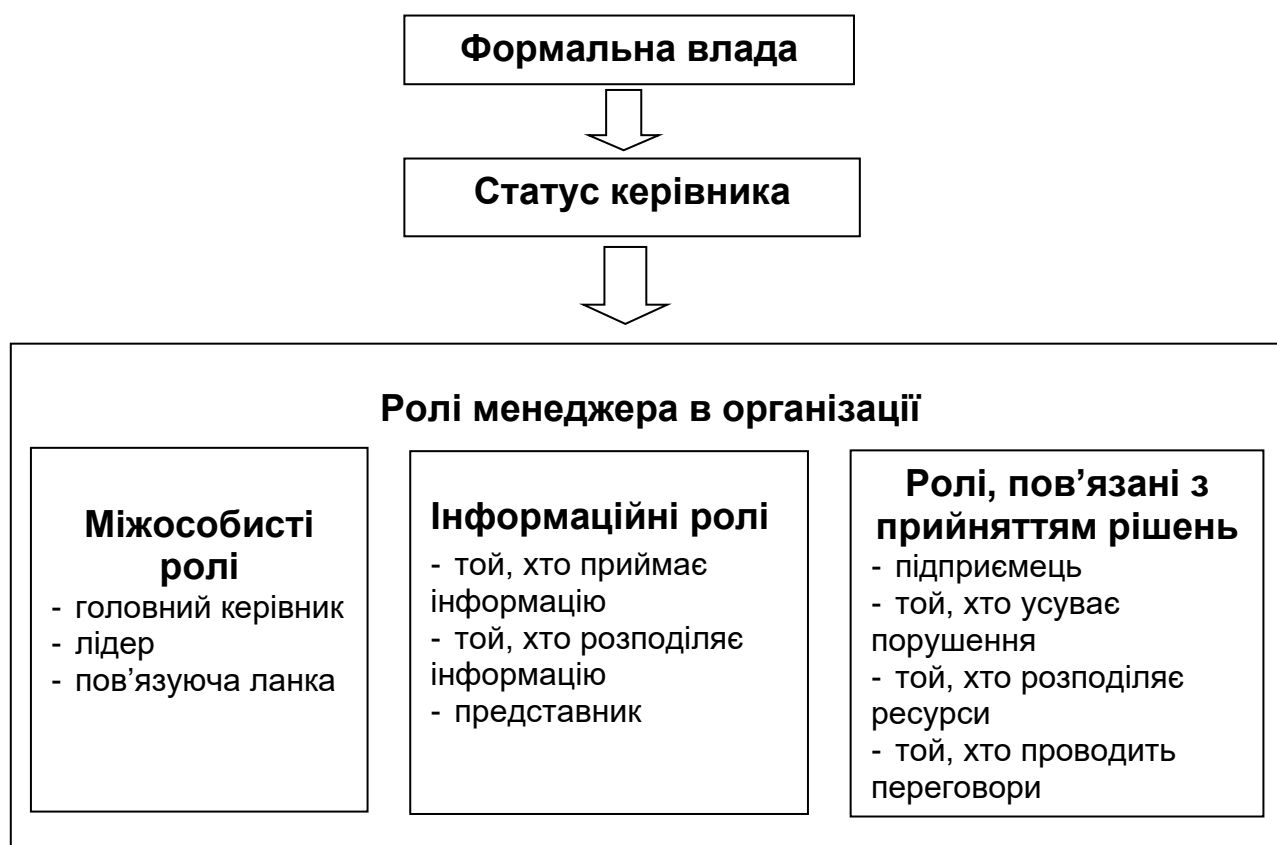 Формальна влада
Статус керівника
Ролі менеджера в організації
Міжособисті
ролі
- головний керівник
- лідер
- пов’язуюча ланка
Інформаційні ролі
- той, хто приймає
інформацію
- той, хто розподіляє
інформацію
- представник
Ролі, пов’язані з
прийняттям рішень
- підприємець
- той, хто усуває
порушення
- той, хто розподіляє
ресурси
- той, хто проводить
переговори